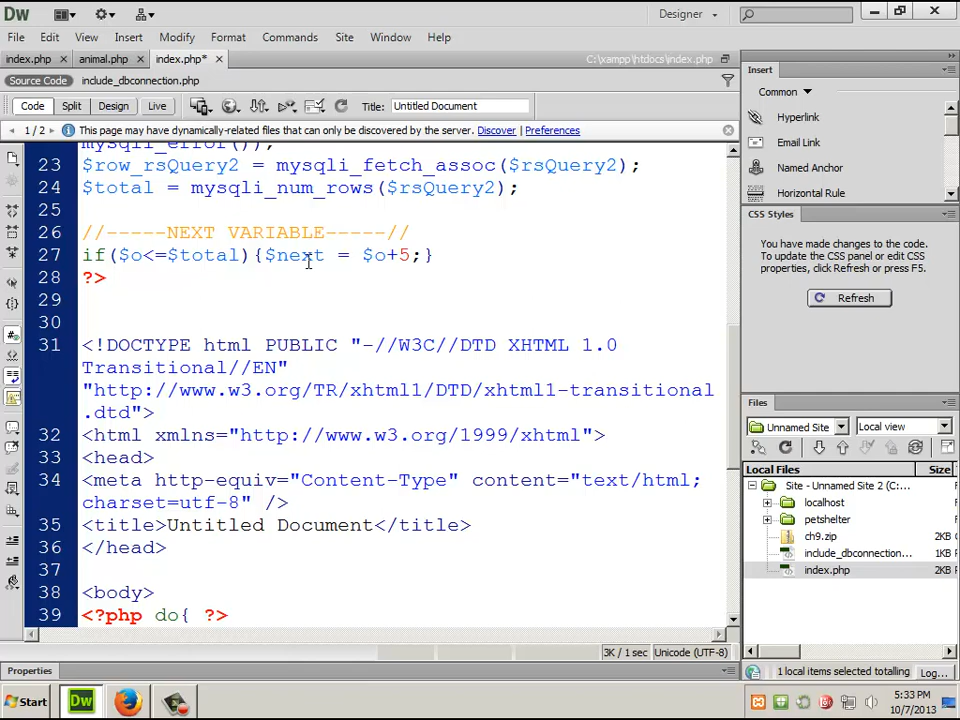 Dw
Designer
File Edit View Insert Modify Format Commands Site Window Help
index.php animal.php index.php* C:\xampp\htdocs\index.php
Source Code include_dbconnection.php
Code Split Design Live Title: Untitled Document
1 / 2 This page may have dynamically-related files that can only be discovered by the server. Discover | Preferences
mysqli_error());
23 $row_rsQuery2 = mysqli_fetch_assoc($rsQuery2);
24 $total = mysqli_num_rows($rsQuery2);
25
26 //-----NEXT VARIABLE-----//
27 if($o<=$total){$next = $o+5;}
28 ?>
29
30
31 <!DOCTYPE html PUBLIC "-//W3C//DTD XHTML 1.0
Transitional//EN"
"http://www.w3.org/TR/xhtml1/DTD/xhtml1-transitional
.dtd">
32 <html xmlns="http://www.w3.org/1999/xhtml">
33 <head>
34 <meta http-equiv="Content-Type" content="text/html;
charset=utf-8" />
35 <title>Untitled Document</title>
36 </head>
37
38 <body>
39 <?php do{ ?>
3K / 1 sec Unicode (UTF-8)
Properties
Insert
Common
Hyperlink
Email Link
Named Anchor
Horizontal Rule
CSS Styles
You have made changes to the
code. To update the CSS panel or edit CSS
properties, click Refresh or press F5.
Refresh
Files
Unnamed Site Local view
Local Files Size
Site - Unnamed Site 2 (C:...
localhost
petshelter
ch9.zip 2KB
include_dbconnection... 1KB
index.php 2KB
1 local items selected totalling Log...
Start Dw
5:33 PM
10/7/2013